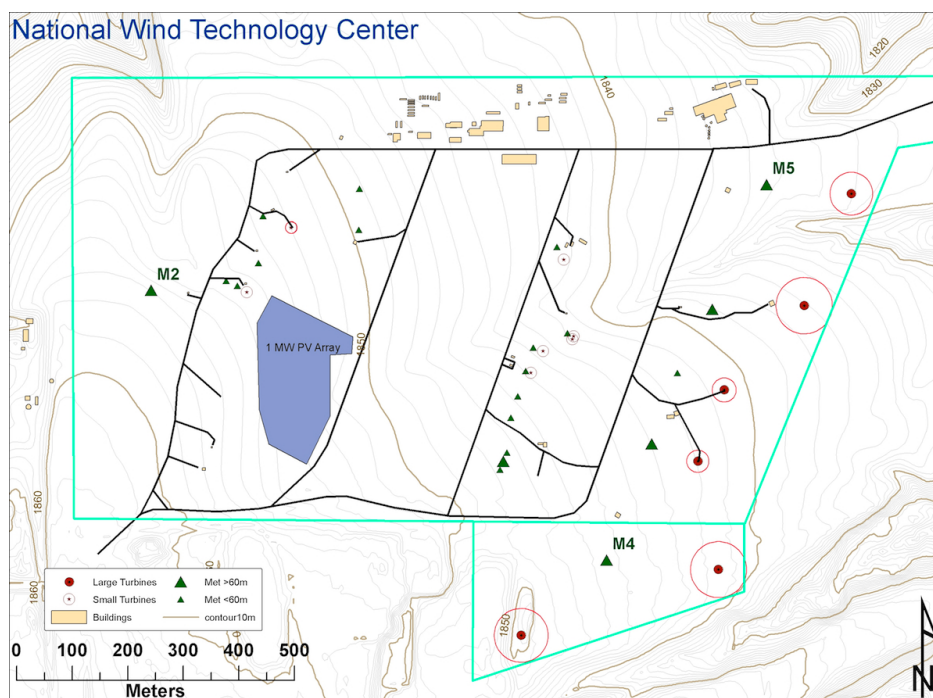 National Wind Technology Center
1820
1830
1840
M5
M2
1 MW PV Array
1850
1860
M4
1860
1850
Large Turbines
Met >60m
Small Turbines
Met <60m
Buildings
contour10m
0 100 200 300 400 500
Meters
N